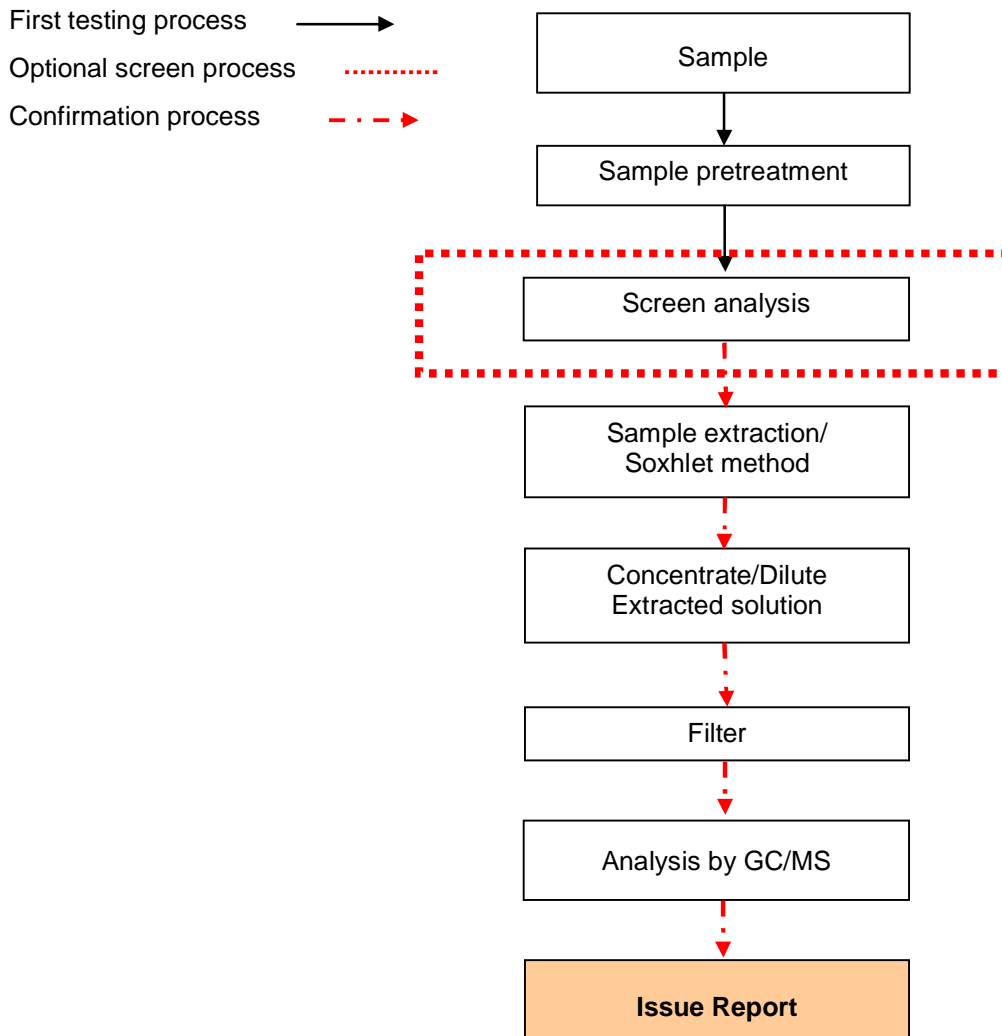 First testing process
Optional screen process
Confirmation process
Sample
Sample pretreatment
Screen analysis
Sample extraction/
Soxhlet method
Concentrate/Dilute
Extracted solution
Filter
Analysis by GC/MS
Issue Report